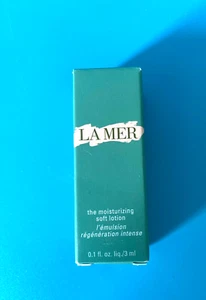 LA MER
the moisturizing
soft lotion
l'émulsion
régénération intense
0.1 fl. oz. liq./3 ml